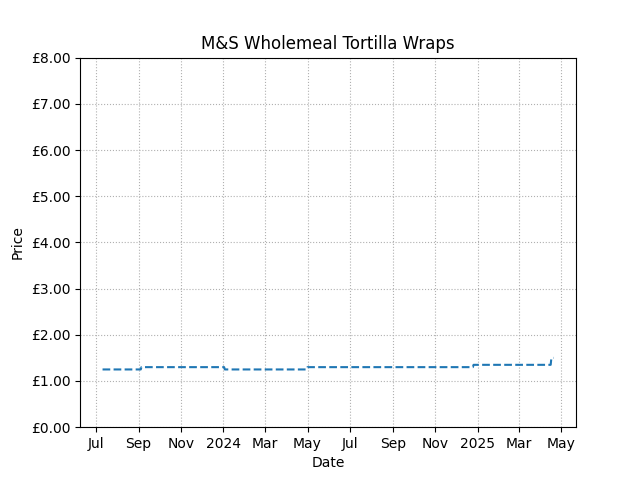 M&S Wholemeal Tortilla Wraps
£8.00
£7.00
£6.00
£5.00
£4.00
£3.00
£2.00
£1.00
£0.00
Price
Jul Sep Nov 2024 Mar May Jul Sep Nov 2025 Mar May
Date